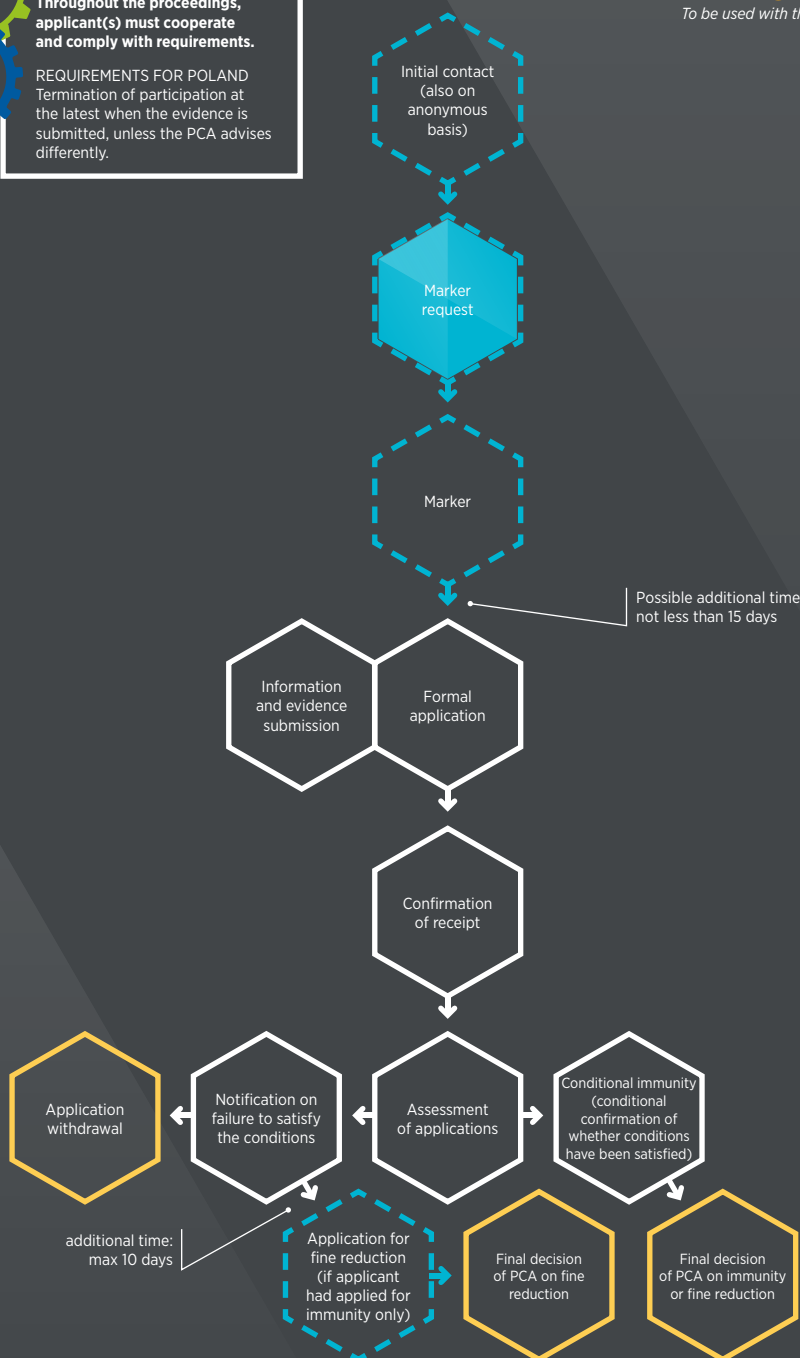 Throughout the proceedings,
applicant(s) must cooperate
and comply with requirements.
REQUIREMENTS FOR POLAND
Termination of participation at
the latest when the evidence is
submitted, unless the PCA advises
differently.
To be used with
Initial contact
(also on
anonymous
basis)
Marker
request
Marker
Possible additional time
not less than 15 days
Information
and evidence
submission
Formal
application
Confirmation
of receipt
Application
withdrawal
Notification on
failure to satisfy
the conditions
Assessment
of applications
Conditional immunity
(conditional
confirmation of
whether conditions
have been satisfied)
additional time:
max 10 days
Application for
fine reduction
(if applicant
had applied for
immunity only)
Final decision
of PCA on fine
reduction
Final decision
of PCA on immunity
or fine reduction